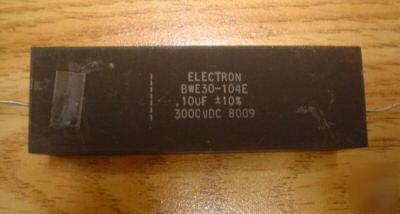 ELECTRON
BWE30-104E
.10UF ±10%
3000VDC 8009